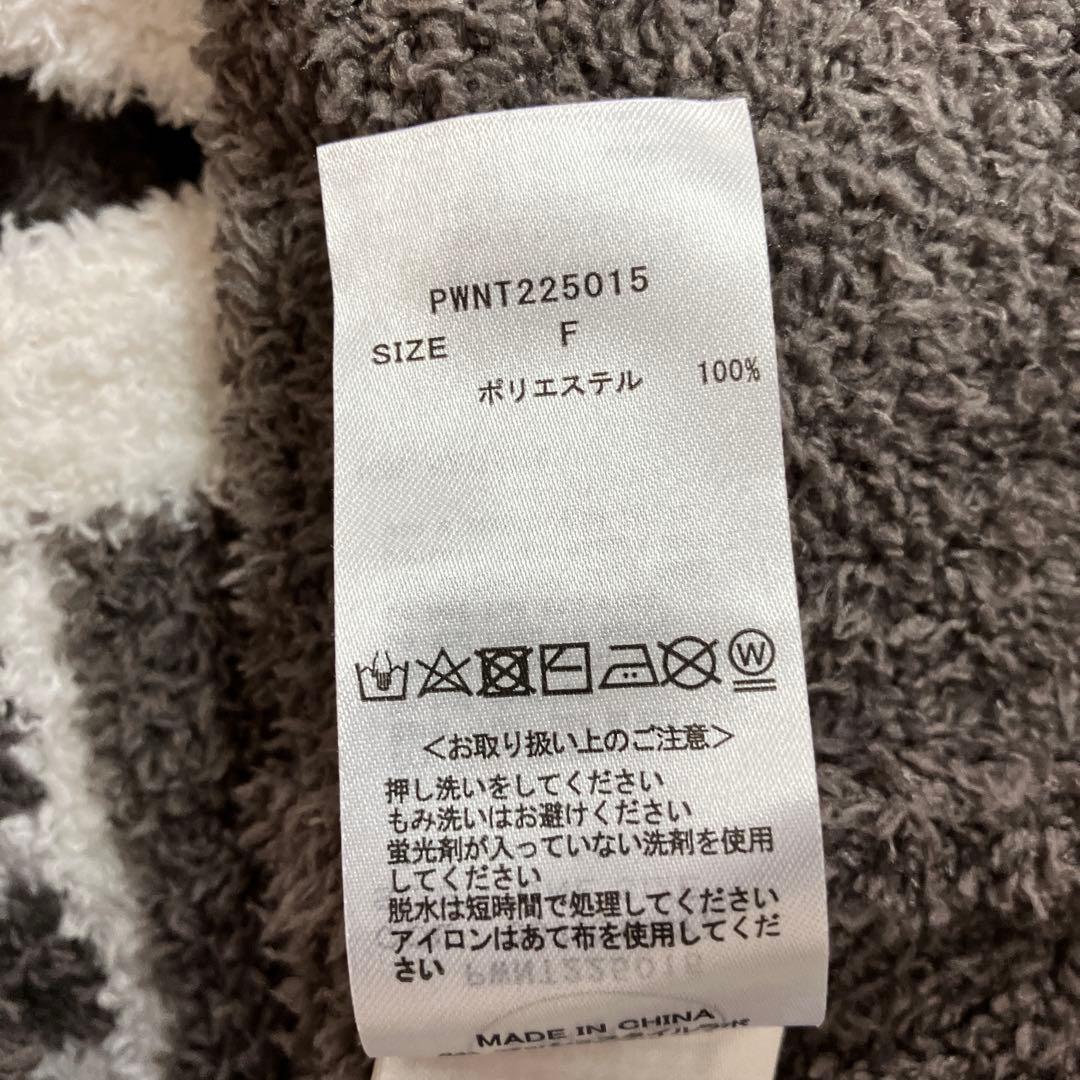 PWNT225015
SIZE F
ポリエステル 100%
W
<お取り扱い上のご注意>
押し洗いをしてください
もみ洗いはお避けください
蛍光剤が入っていない洗剤を使用
してください
脱水は短時間で処理してください
アイロンはあて布を使用してくだ
さい
MADE IN CHINA